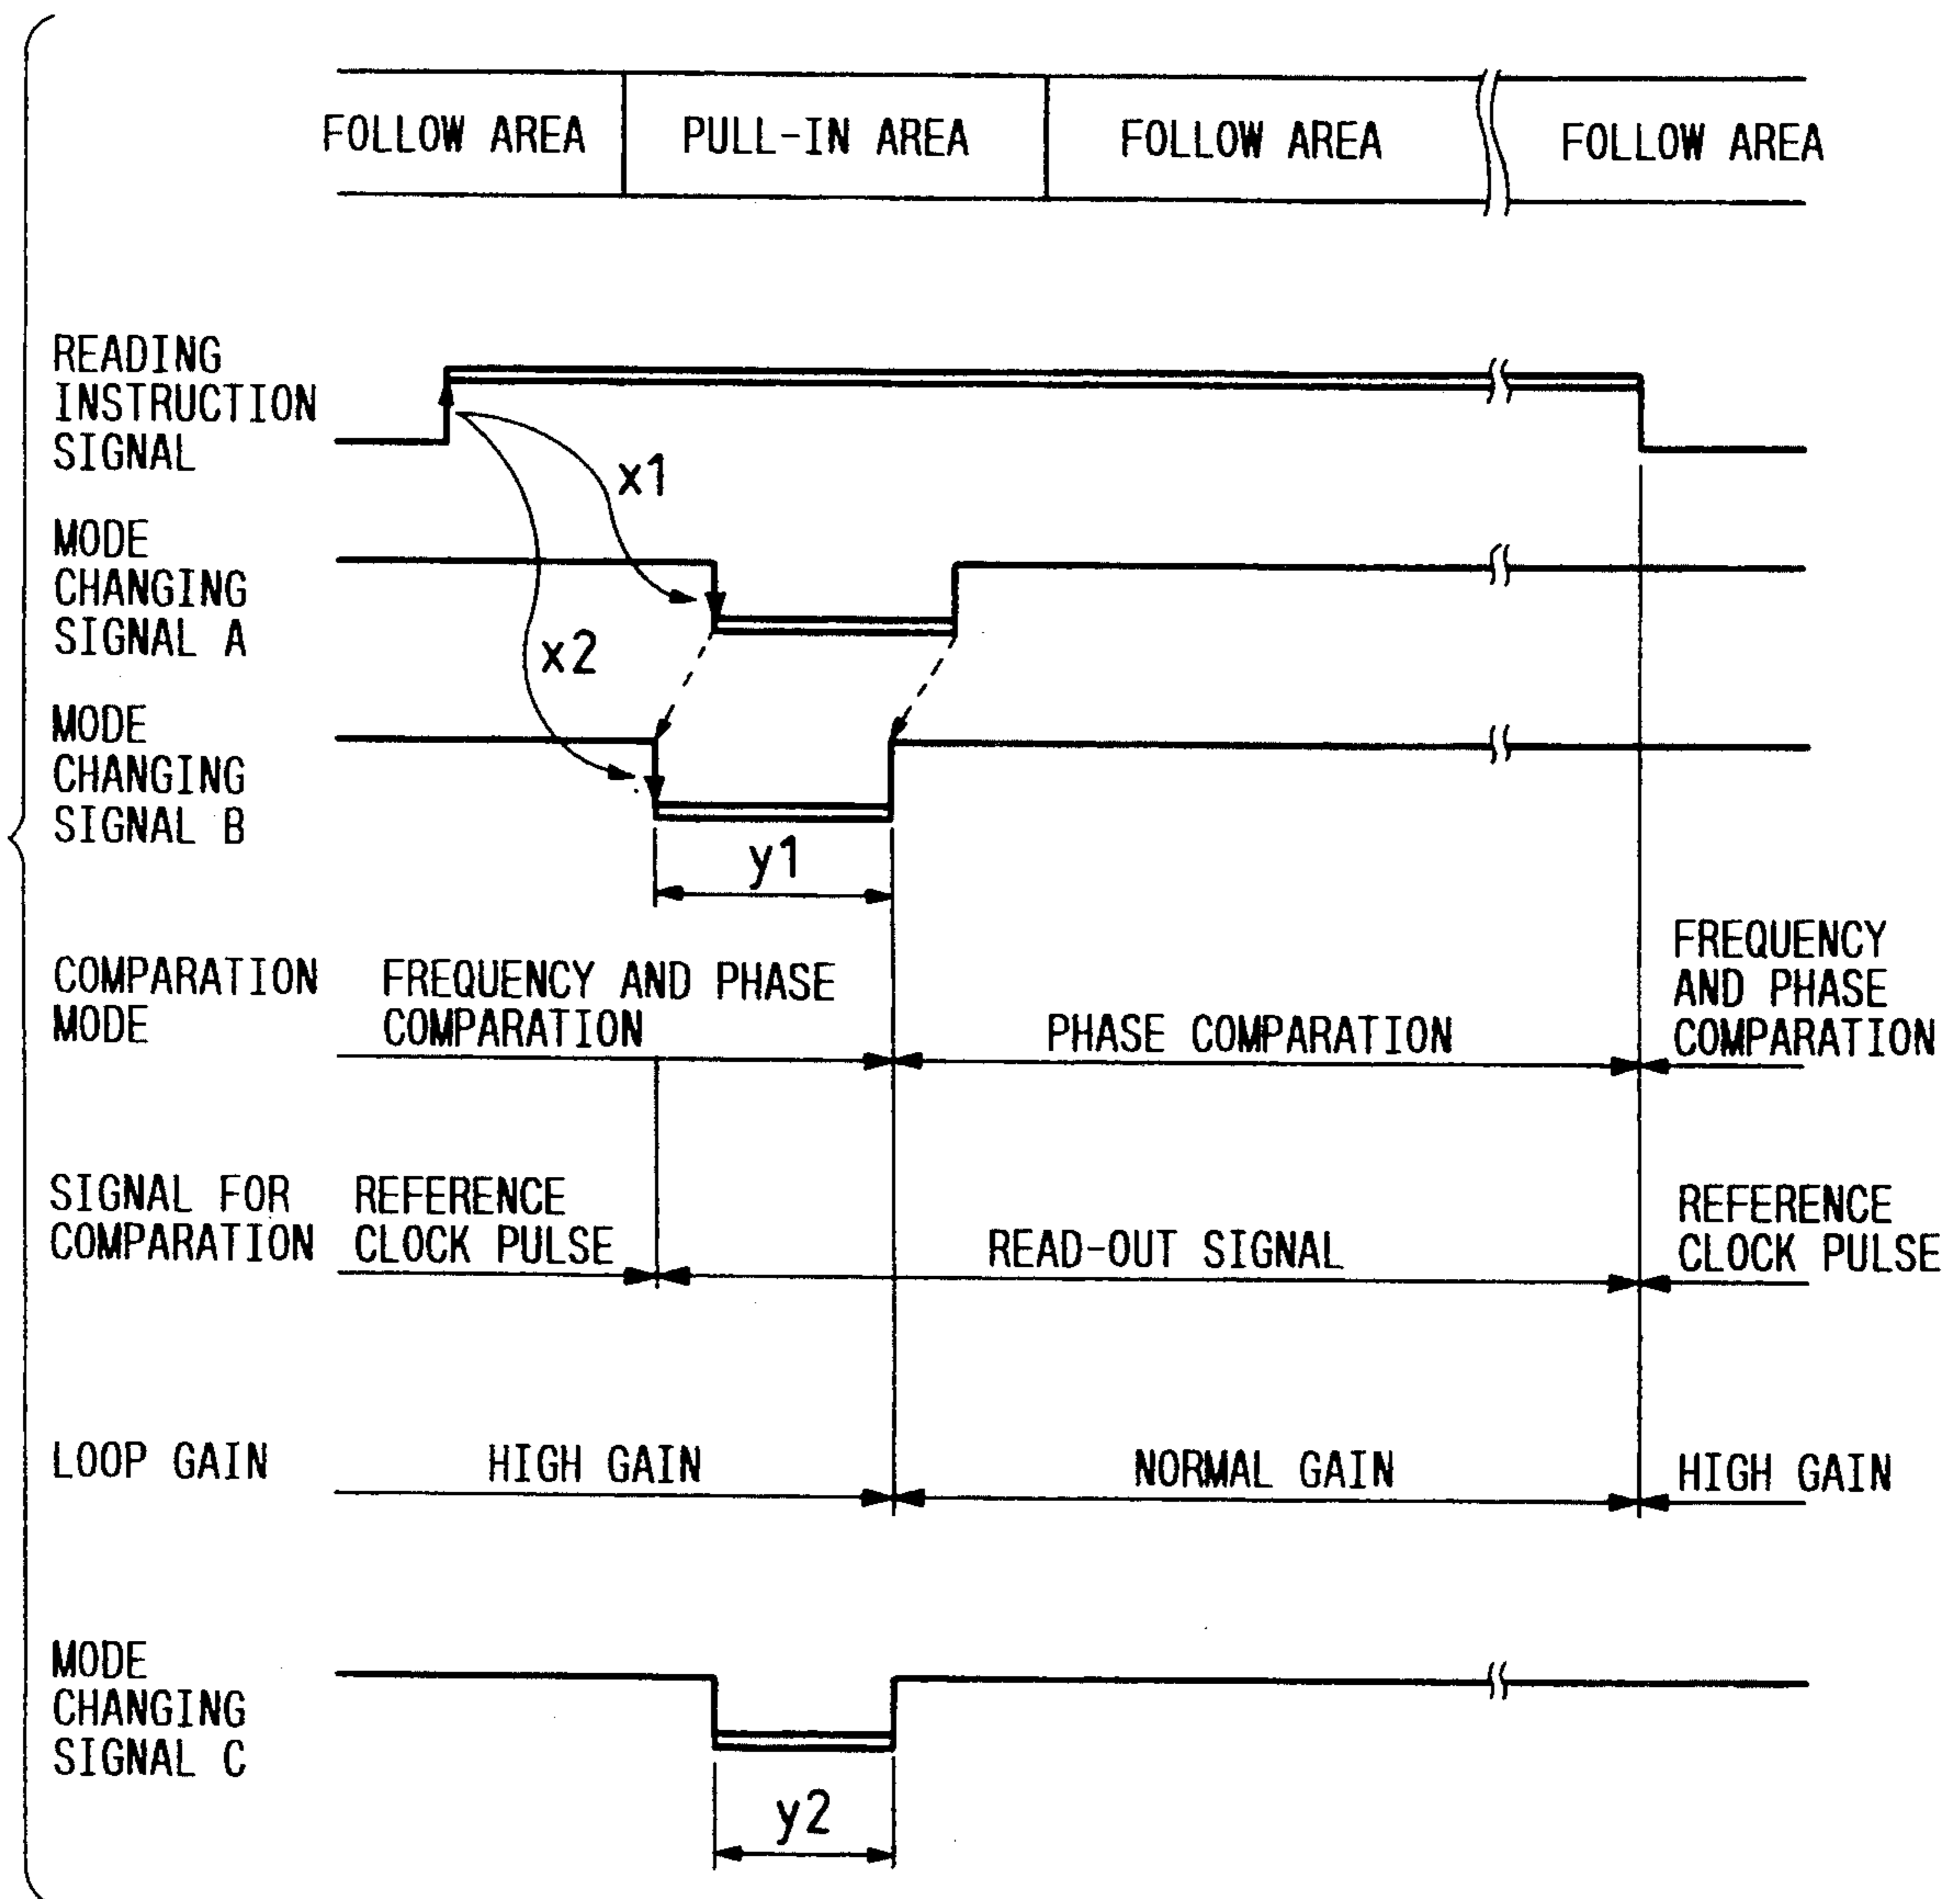 FOLLOW AREA PULL-IN AREA FOLLOW AREA FOLLOW AREA
READING
INSTRUCTION
SIGNAL
x1
MODE
CHANGING
SIGNAL A
x2
MODE
CHANGING
SIGNAL B
y1
COMPARATION
MODE
FREQUENCY AND PHASE
COMPARATION
PHASE COMPARATION
FREQUENCY
AND PHASE
COMPARATION
SIGNAL FOR
COMPARATION
REFERENCE
CLOCK PULSE
READ-OUT SIGNAL
REFERENCE
CLOCK PULSE
LOOP GAIN
HIGH GAIN
NORMAL GAIN
HIGH GAIN
MODE
CHANGING
SIGNAL C
y2